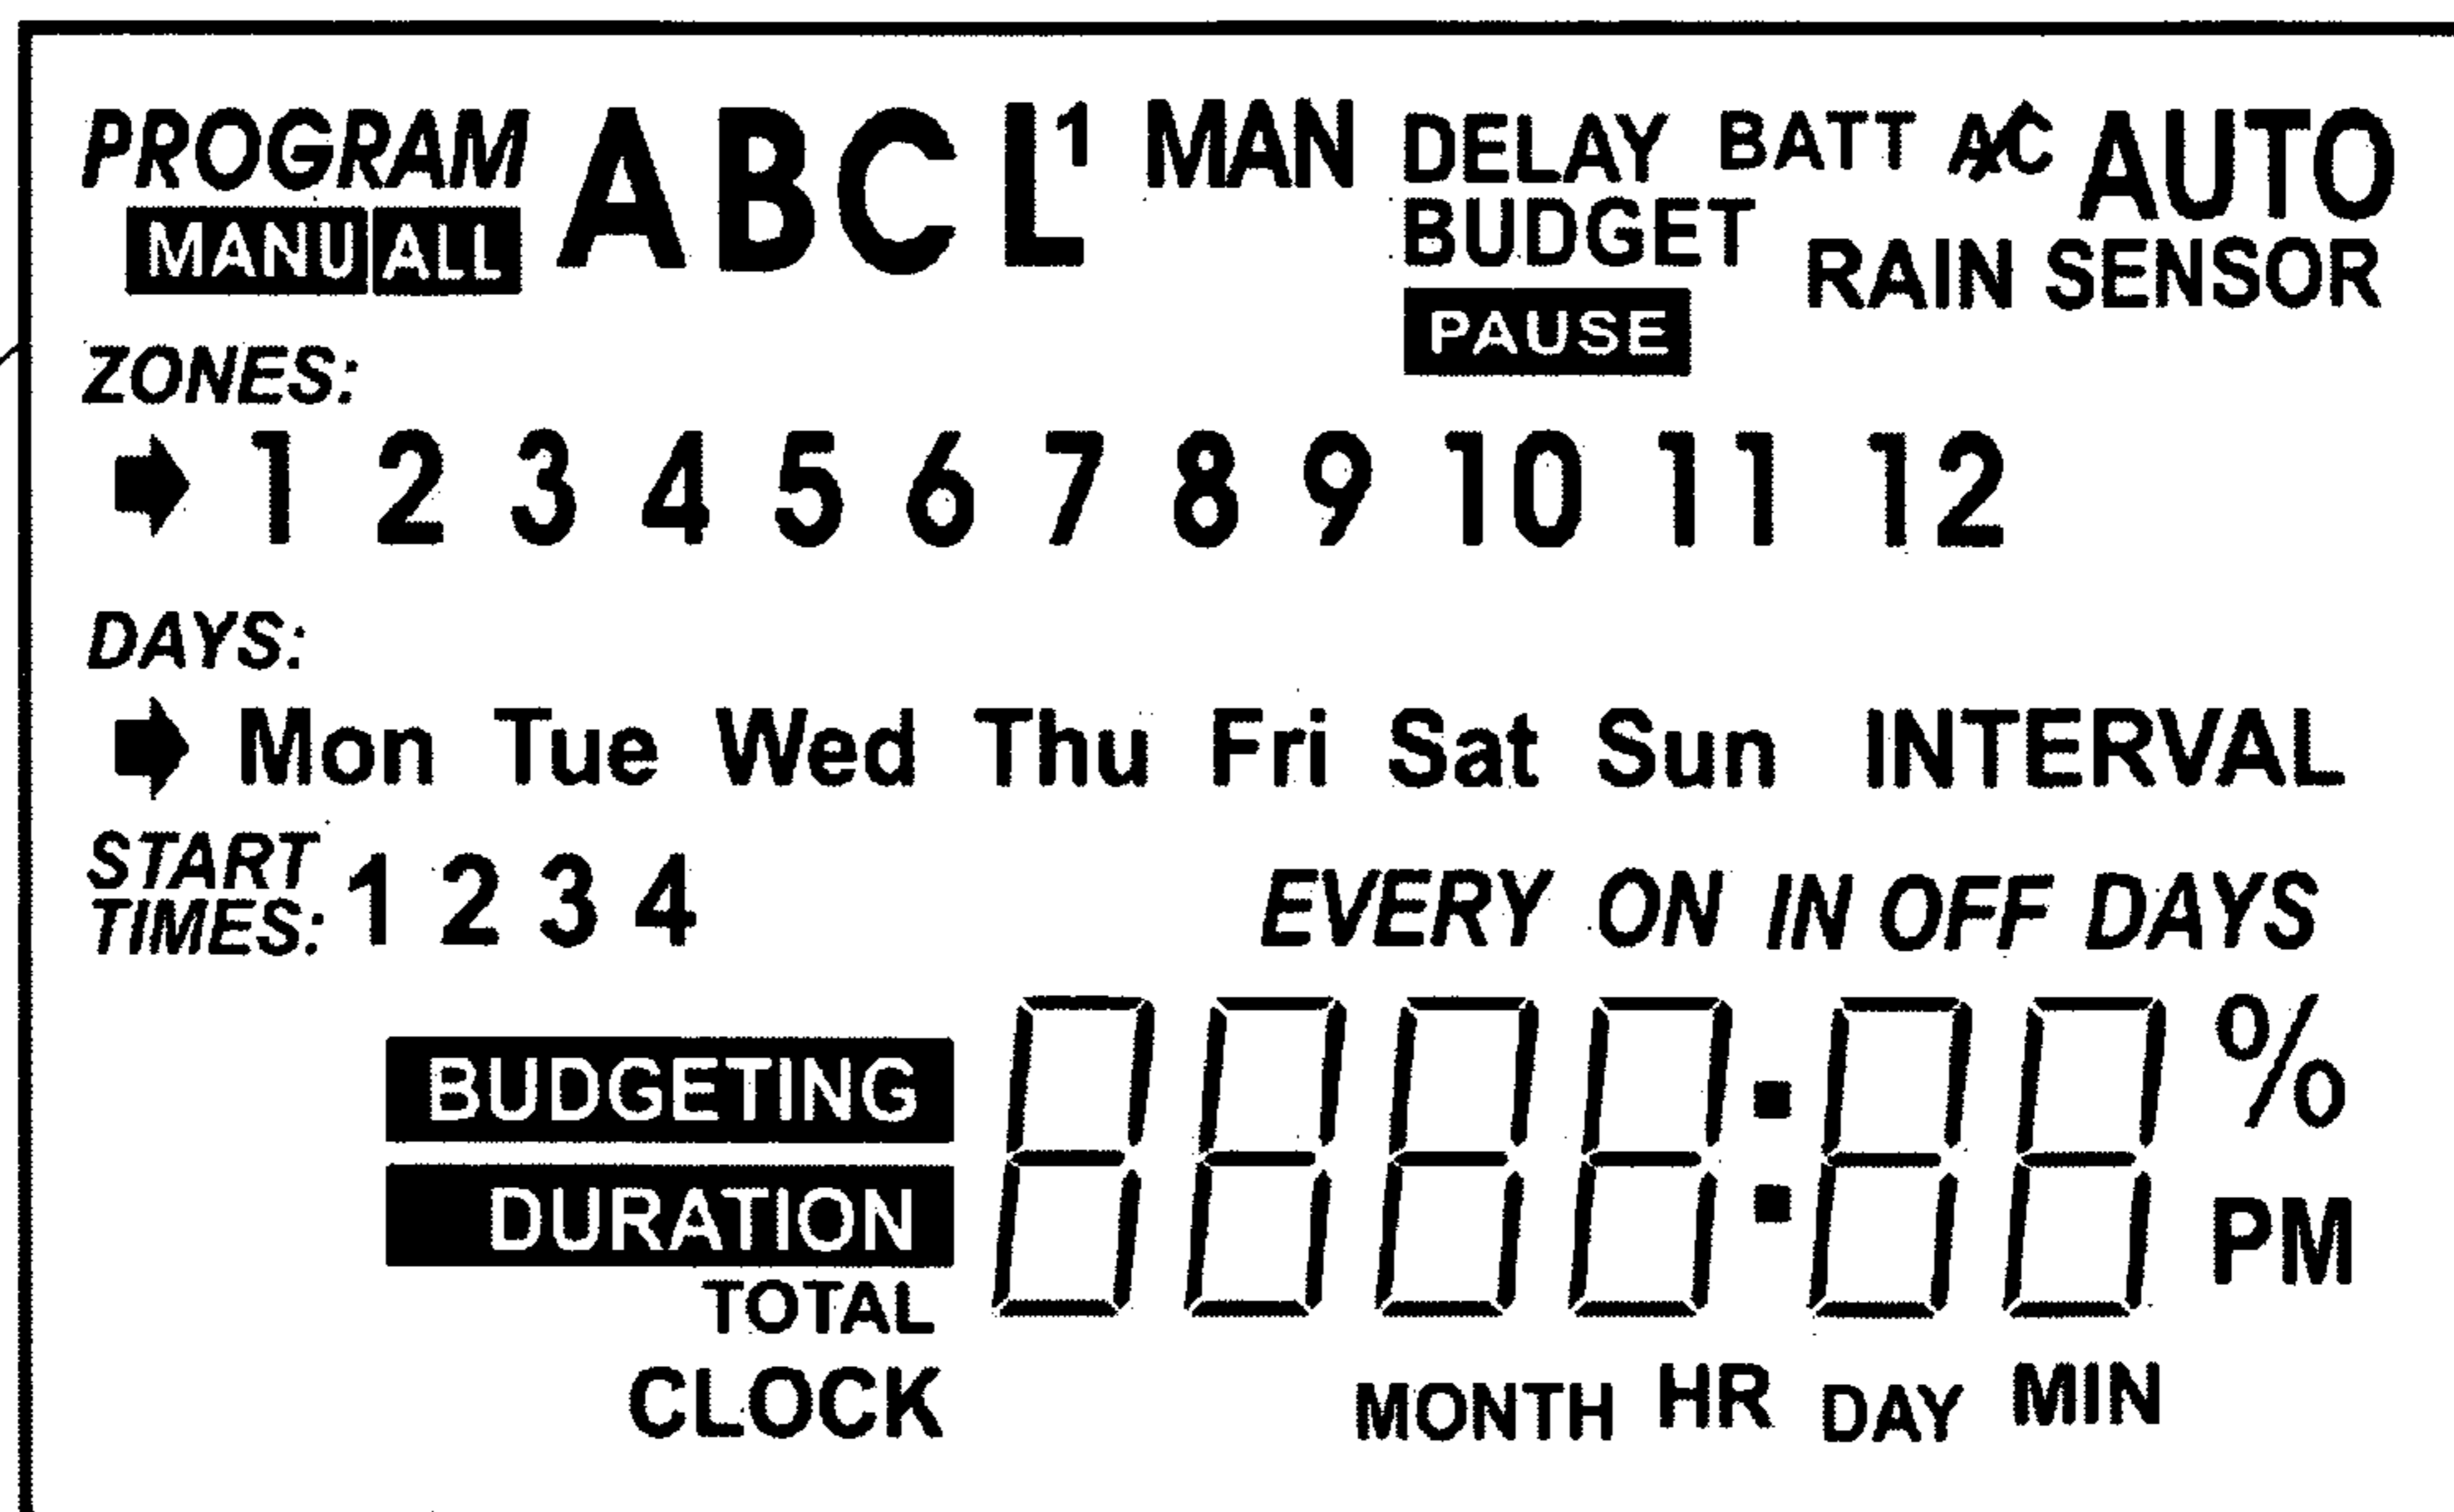 PROGRAM A B C L¹ MAN DELAY BATT A/C AUTO
MANU ALL BUDGET RAIN SENSOR
PAUSE
ZONES:
1 2 3 4 5 6 7 8 9 10 11 12
DAYS:
Mon Tue Wed Thu Fri Sat Sun INTERVAL
START
TIMES: 1 2 3 4 EVERY ON IN OFF DAYS
BUDGETING 8888:88 %
DURATION PM
TOTAL
CLOCK MONTH HR DAY MIN